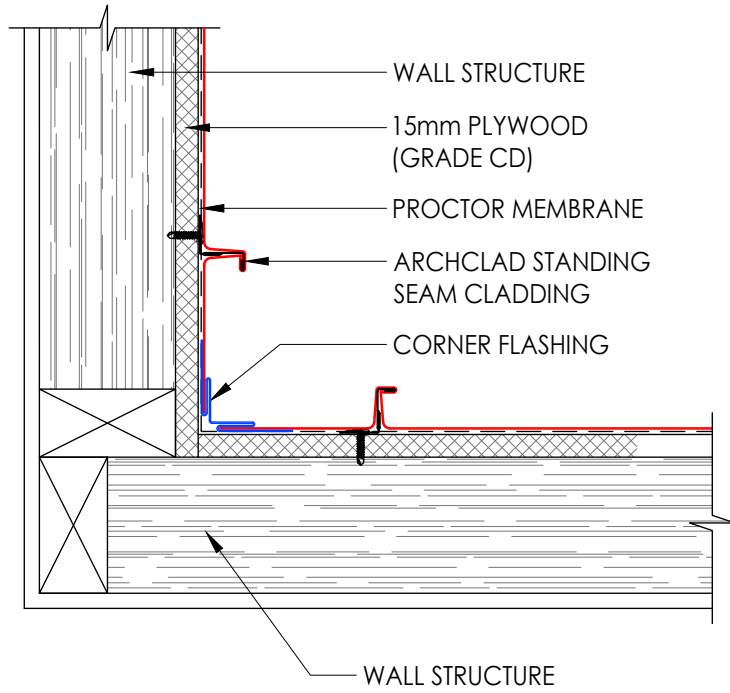 WALL STRUCTURE
15mm PLYWOOD
(GRADE CD)
PROCTOR MEMBRANE
ARCHCLAD STANDING
SEAM CLADDING
CORNER FLASHING
WALL STRUCTURE